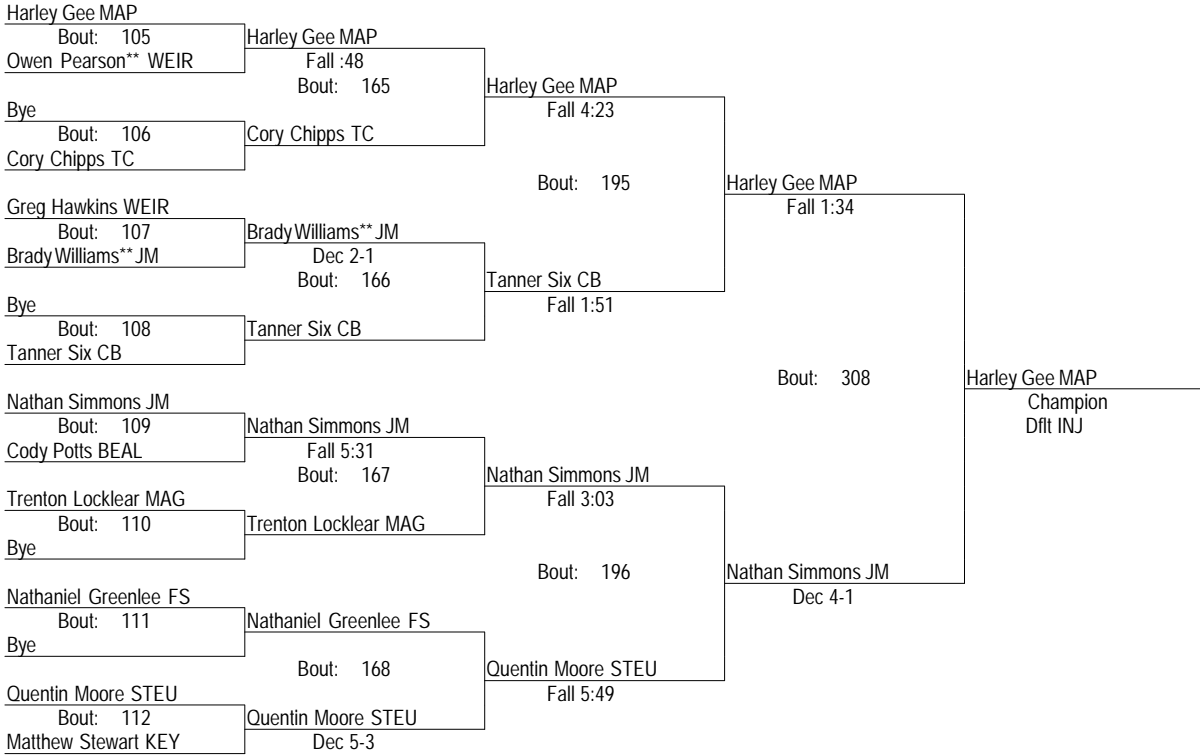 Harley Gee MAP
Bout: 105
Harley Gee MAP
Owen Pearson** WEIR
Fall :48
Bout: 165
Harley Gee MAP
Bye
Fall 4:23
Bout: 106
Cory Chipps TC
Cory Chipps TC
Bout: 195
Harley Gee MAP
Greg Hawkins WEIR
Fall 1:34
Bout: 107
Brady Williams** JM
Brady Williams** JM
Dec 2-1
Bout: 166
Tanner Six CB
Bye
Fall 1:51
Bout: 108
Tanner Six CB
Tanner Six CB
Bout: 308
Harley Gee MAP
Nathan Simmons JM
Champion
Bout: 109
Nathan Simmons JM
Dflt INJ
Cody Potts BEAL
Fall 5:31
Bout: 167
Nathan Simmons JM
Trenton Locklear MAG
Fall 3:03
Bout: 110
Trenton Locklear MAG
Bye
Bout: 196
Nathan Simmons JM
Nathaniel Greenlee FS
Dec 4-1
Bout: 111
Nathaniel Greenlee FS
Bye
Bout: 168
Quentin Moore STEU
Quentin Moore STEU
Fall 5:49
Bout: 112
Quentin Moore STEU
Matthew Stewart KEY
Dec 5-3